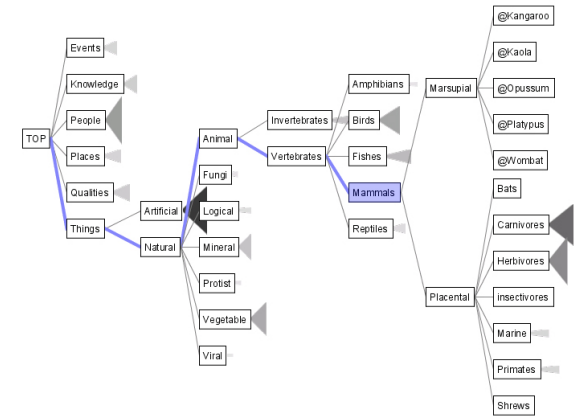 TOP
Events
Knowledge
People
Places
Qualities
Things
Artificial
Natural
Animal
Fungi
Logical
Mineral
Protist
Vegetable
Viral
Invertebrates
Vertebrates
Amphibians
Birds
Fishes
Mammals
Reptiles
Marsupial
Placental
@Kangaroo
@Kaola
@Opussum
@Platypus
@Wombat
Bats
Carnivores
Herbivores
insectivores
Marine
Primates
Shrews